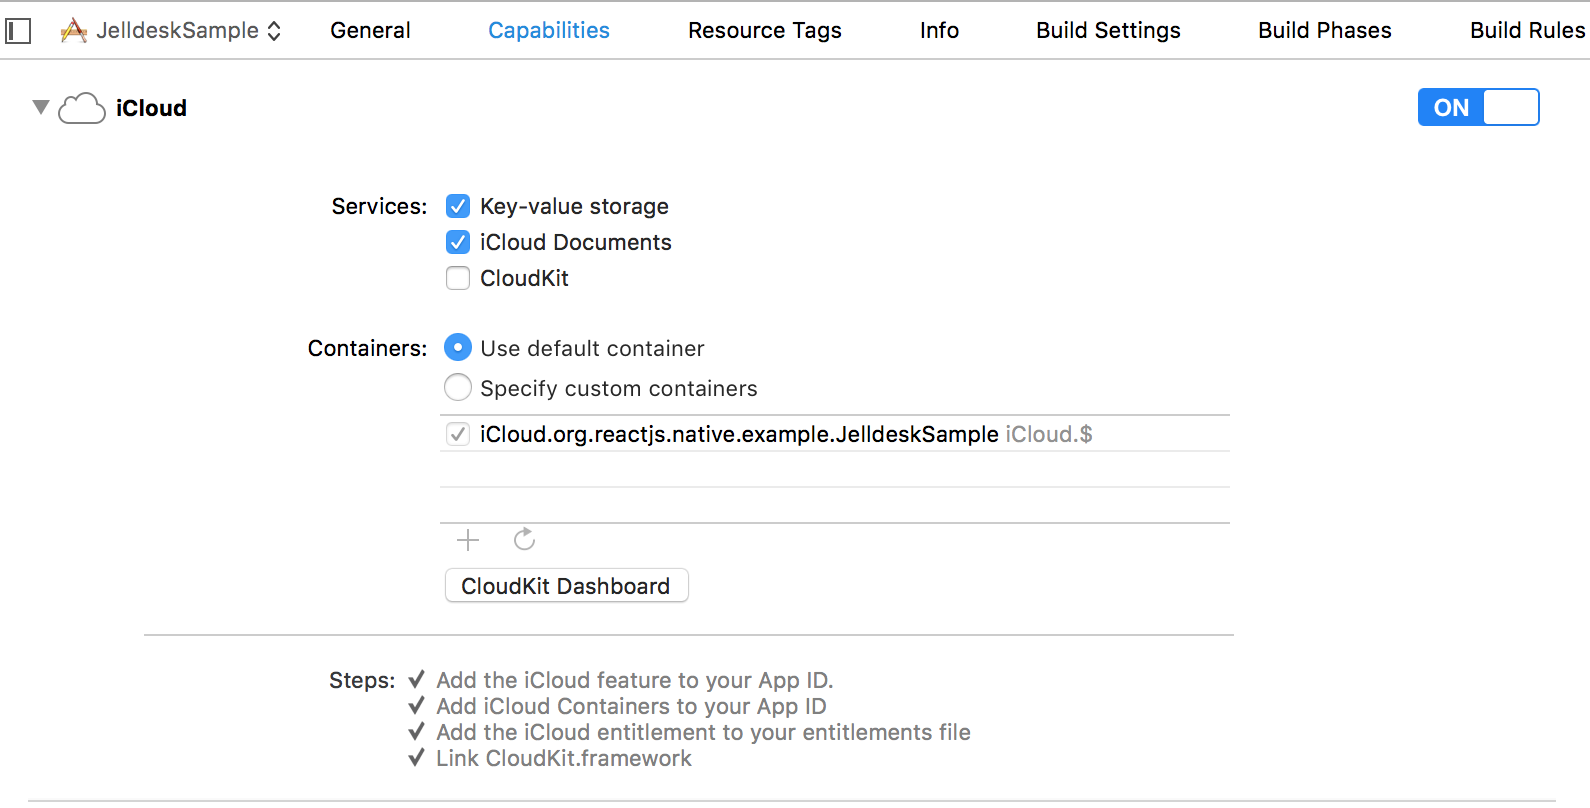 JelldeskSample General Capabilities Resource Tags Info Build Settings Build Phases Build Rules
iCloud ON
Services: Key-value storage
iCloud Documents
CloudKit
Containers: Use default container
Specify custom containers
iCloud.org.reactjs.native.example.JelldeskSample iCloud.$
CloudKit Dashboard
Steps: ✓ Add the iCloud feature to your App ID.
✓ Add iCloud Containers to your App ID
✓ Add the iCloud entitlement to your entitlements file
✓ Link CloudKit.framework